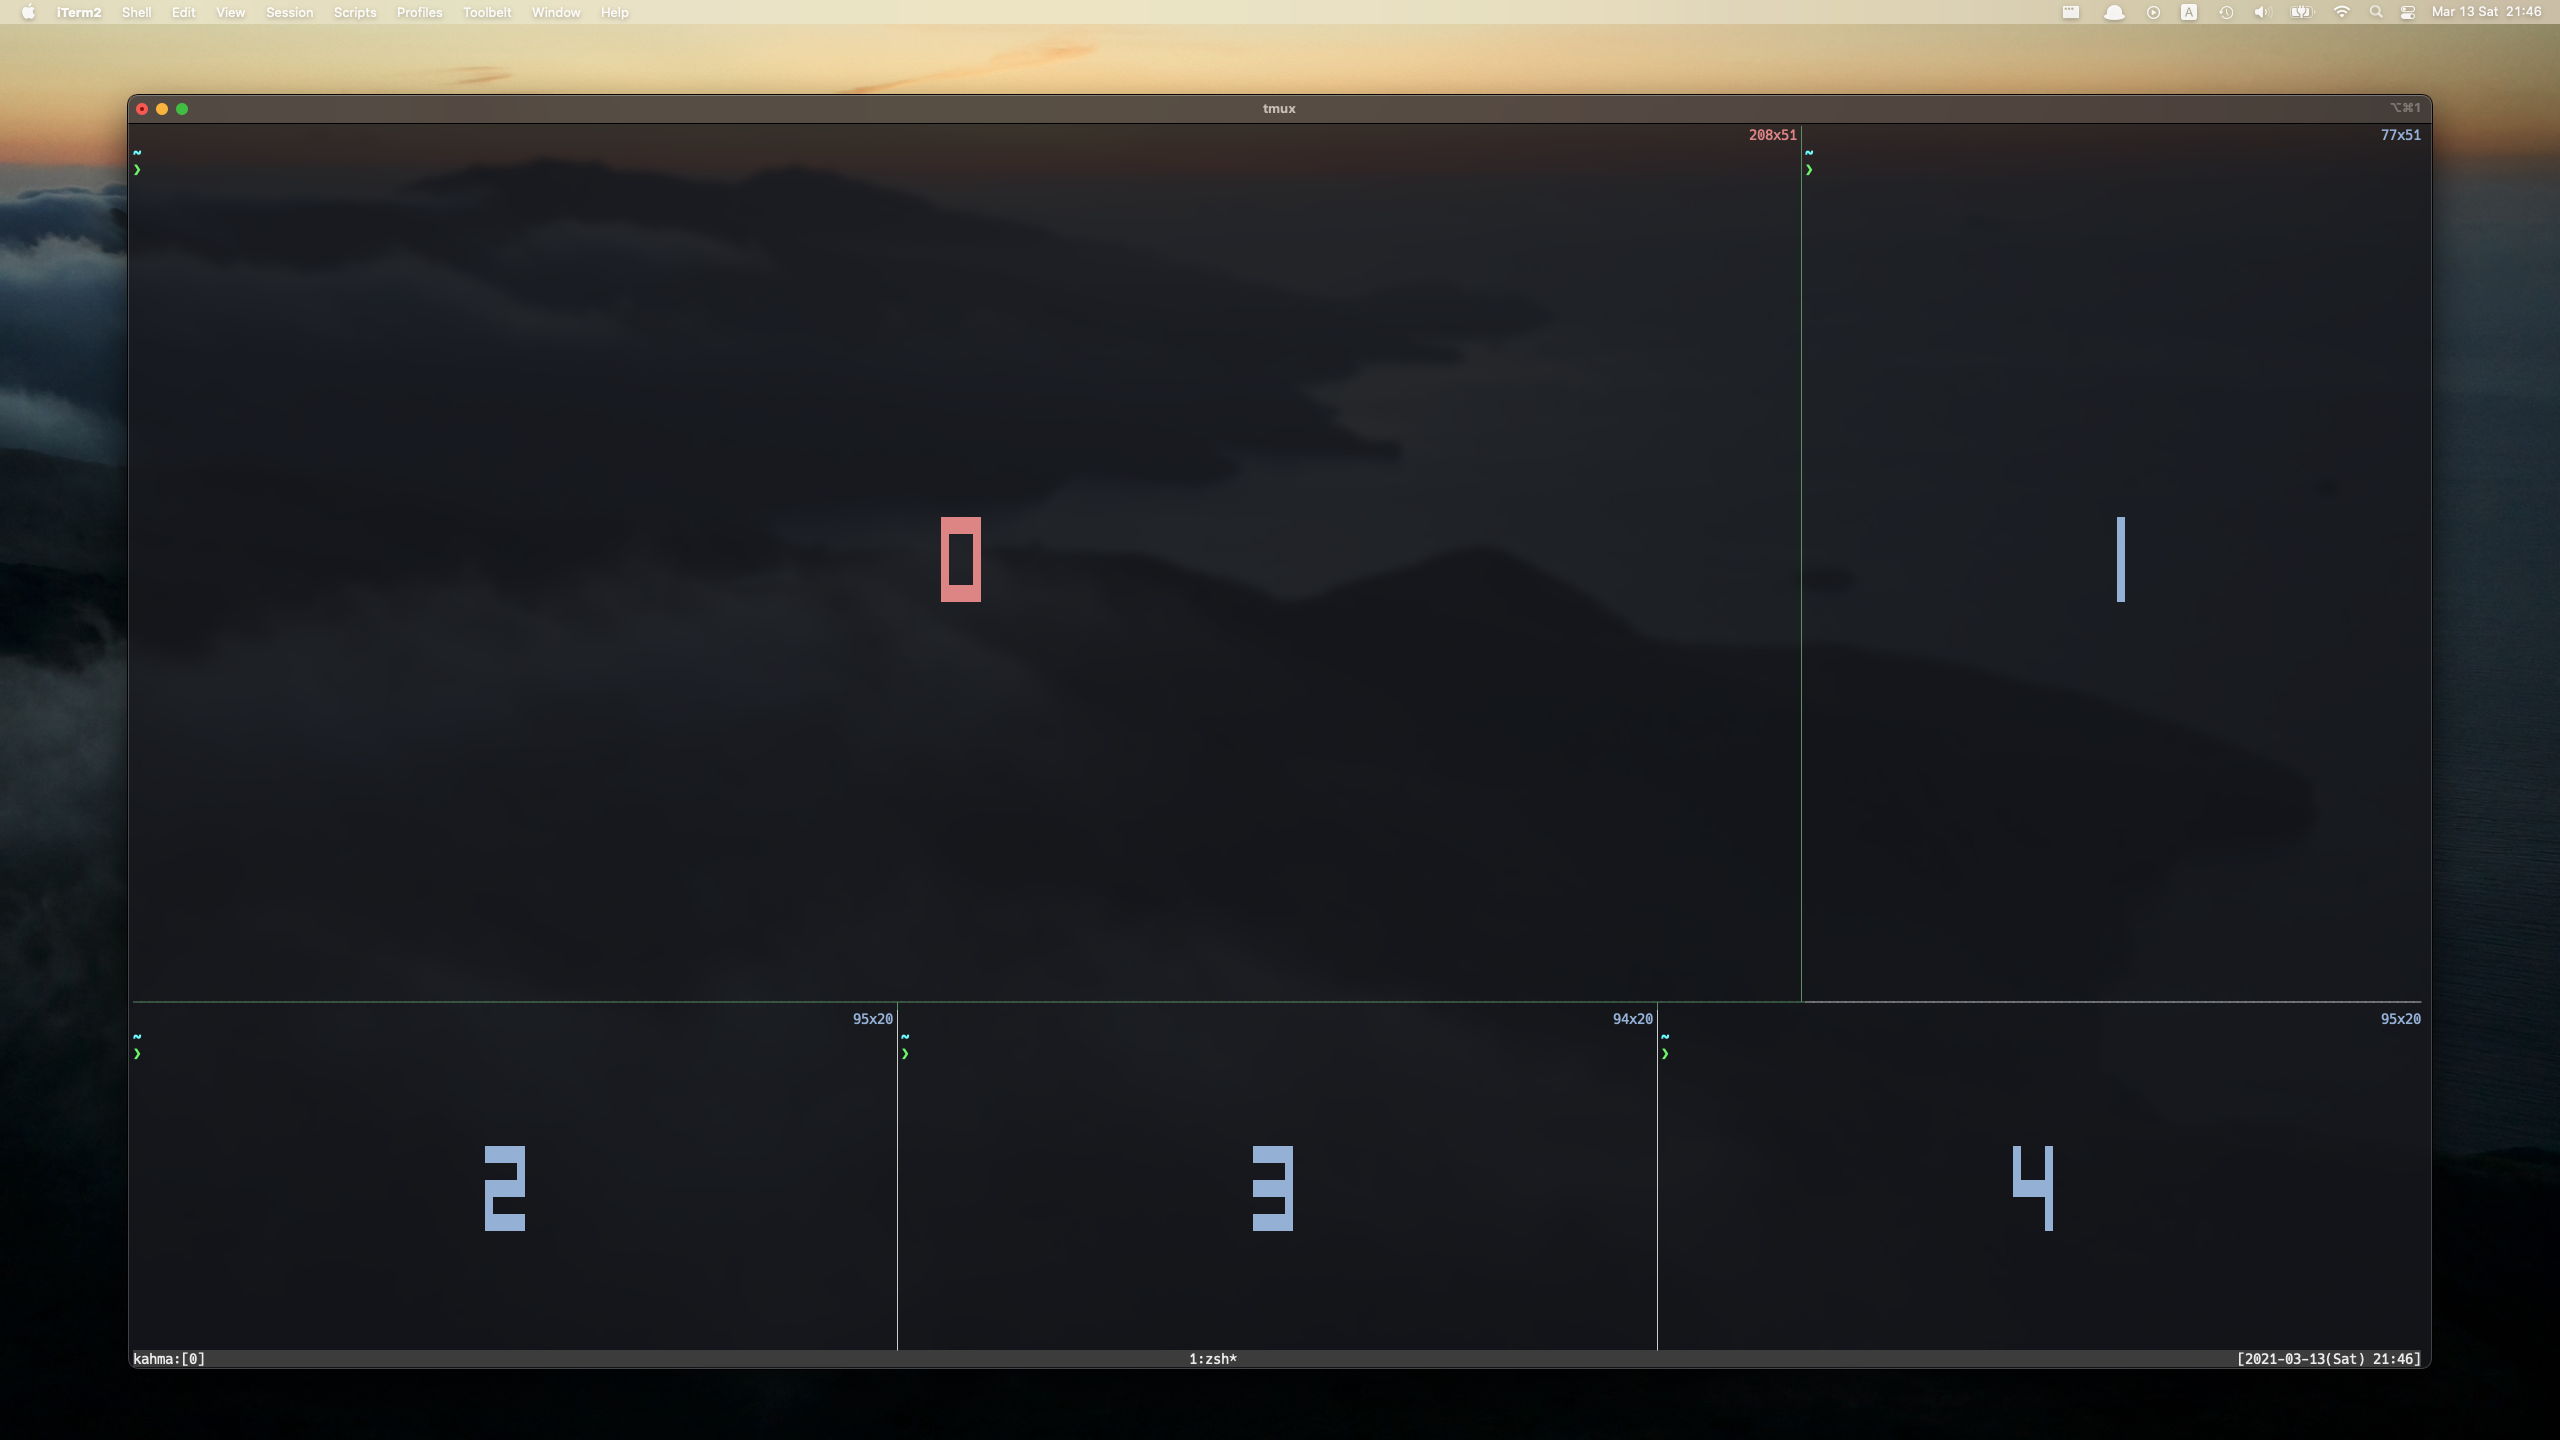 iTerm2 Shell Edit View Session Scripts Profiles Toolbelt Window Help A Mar 13 Sat 21:46
tmux ⌥⌘1
208x51 77x51
~ ~
❯ ❯
0 1
95x20 94x20 95x20
~ ~ ~
❯ ❯ ❯
2 3 4
kahma:[0] 1:zsh* [2021-03-13(Sat) 21:46]